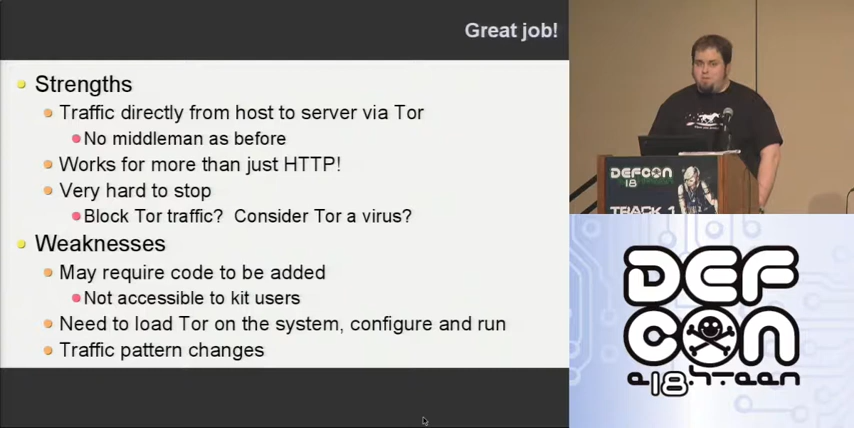 Great job!
Strengths
Traffic directly from host to server via Tor
No middleman as before
Works for more than just HTTP!
Very hard to stop
Block Tor traffic? Consider Tor a virus?
Weaknesses
May require code to be added
Not accessible to kit users
Need to load Tor on the system, configure and run
Traffic pattern changes
DEFCON
18
TRACK 1
DEF
CON
18